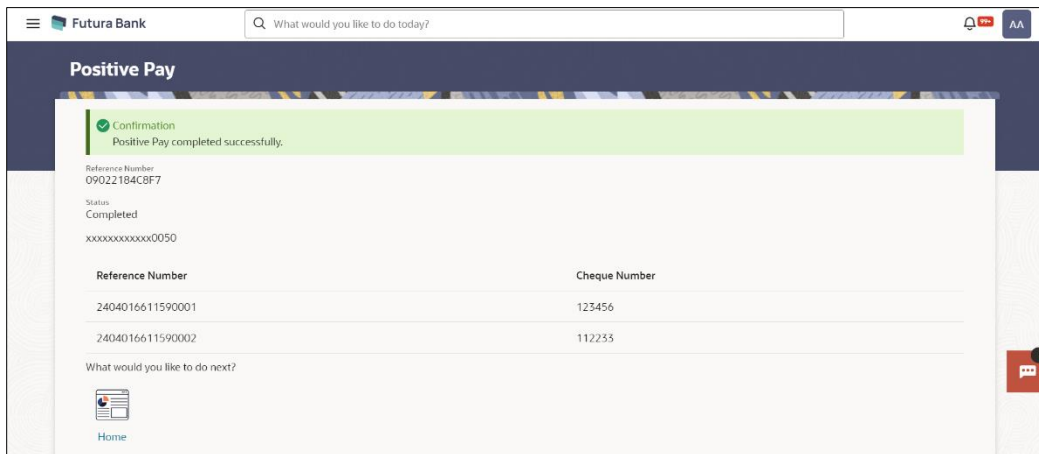 Futura Bank
What would you like to do today?
99+
AA
Positive Pay
Confirmation
Positive Pay completed successfully.
Reference Number
09022184C8F7
Status
Completed
xxxxxxxxxxxx0050
Reference Number Cheque Number
2404016611590001 123456
2404016611590002 112233
What would you like to do next?
Home